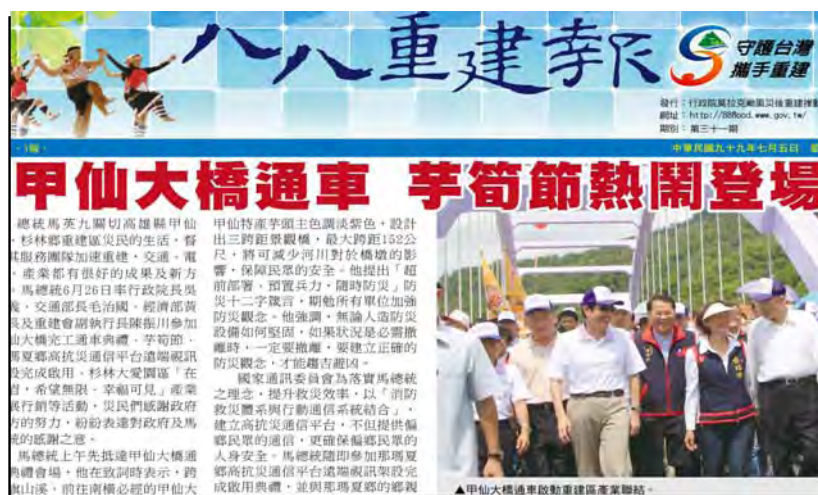 八八重建報
守護台灣
攜手重建
發行：行政院莫拉克颱風災後重建推動
網址：http://88flood.www.gov.tw/
期別：第三十一期
中華民國九十九年七月五日
甲仙大橋通車 芋筍節熱鬧登場
總統馬英九關切高雄縣甲仙
、杉林鄉重建區災民的生活，督
其服務團隊加速重建，交通、電
、產業都有很好的成果及新方
。馬總統6月26日率行政院長吳
義、交通部長毛治國、經濟部黃
長及重建會副執行長陳振川參加
仙大橋完工通車典禮、芋筍節、
瑪夏鄉高抗災通信平台遠端視訊
設完成啟用、杉林大愛園區「在
，希望無限、幸福可見」產業
展行銷等活動，災民們感謝政府
方的努力，紛紛表達對政府及馬
統的感謝之意。
馬總統上午先抵達甲仙大橋通
典禮會場，他在致詞時表示，跨
旗山溪、前往南橫必經的甲仙大
甲仙特產芋頭主色調淡紫色，設計
出三跨距景觀橋，最大跨距152公
尺，將可減少河川對於橋墩的影
響，保障民眾的安全。他提出「超
前部署、預置兵力，隨時防災」防
災十二字箴言，期勉所有單位加強
防災觀念。他強調，無論人造防災
設備如何堅固，如果狀況是必需撤
離時，一定要撤離，要建立正確的
防災觀念，才能趨吉避凶。
國家通訊委員會為落實馬總統
之理念，提升救災效率，以「消防
救災體系與行動通信系統結合」，
建立高抗災通信平台，不但提供偏
鄉民眾的通信，更確保偏鄉民眾的
人身安全。馬總統隨即參加那瑪夏
鄉高抗災通信平台遠端視訊架設完
成啟用典禮，並與那瑪夏鄉的鄉親
▲甲仙大橋通車啟動重建區產業聯結。